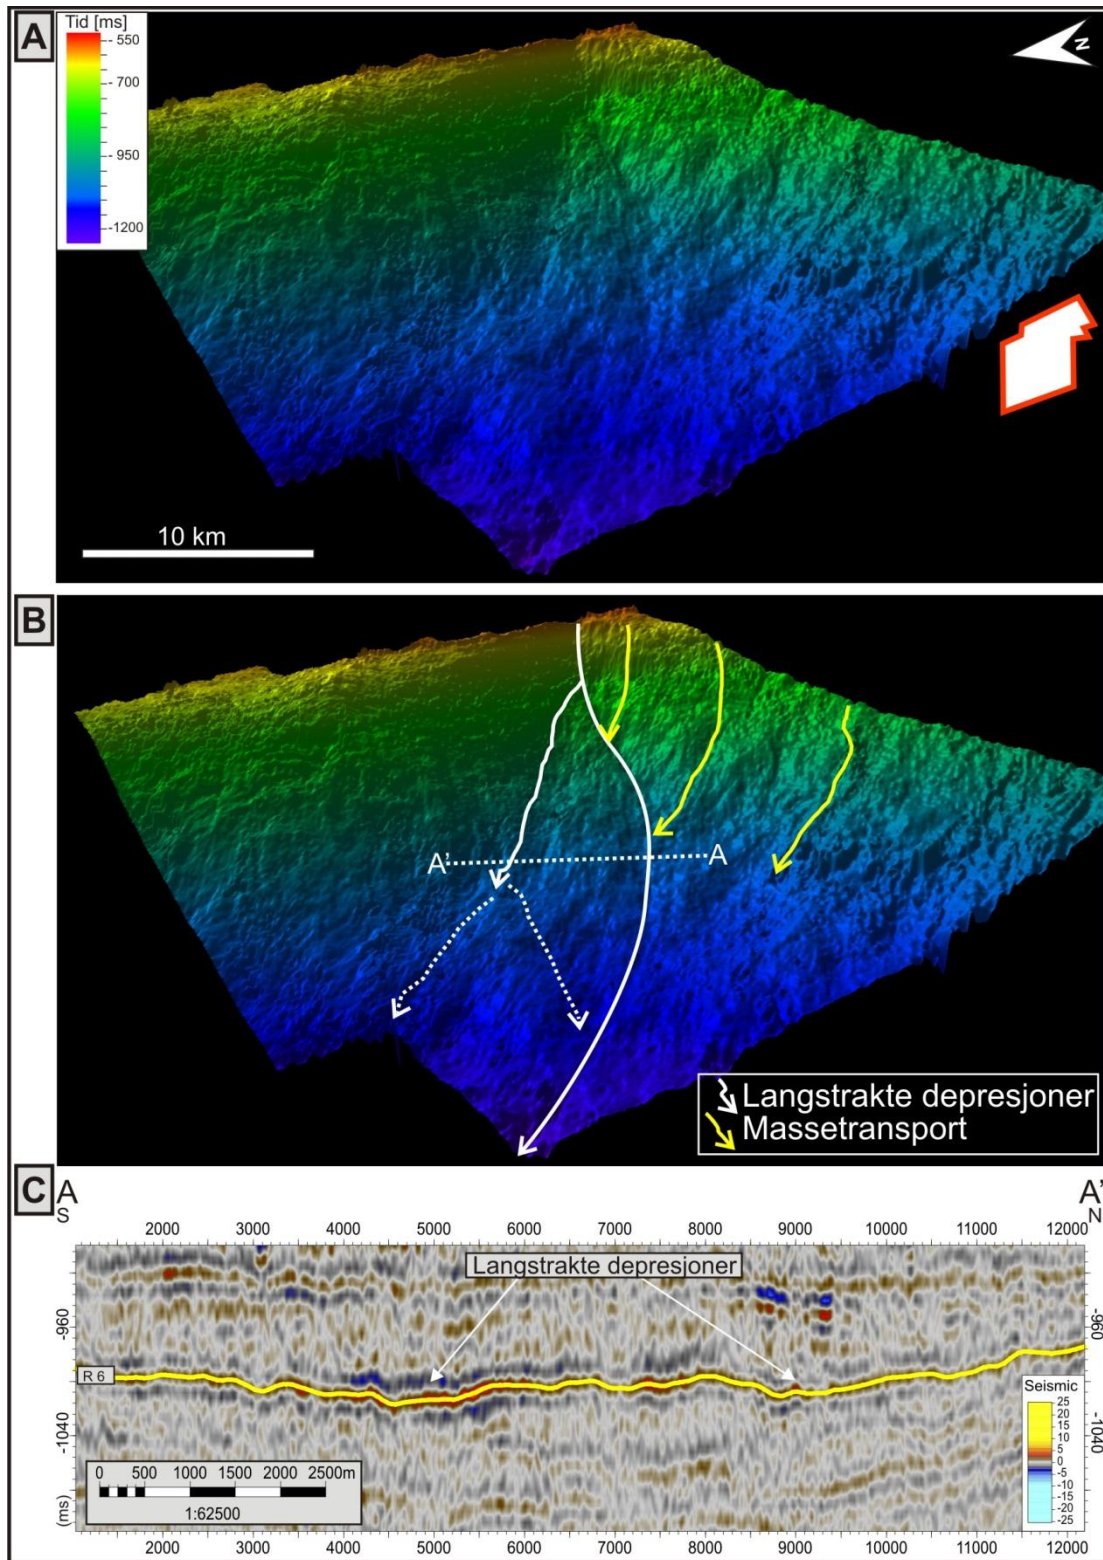 A
Tid [ms]
- 550
- 700
- 950
-1200
N
10 km
B
A'
A
Langstrakte depresjoner
Massetransport
C
A
S
A'
N
2000 3000 4000 5000 6000 7000 8000 9000 10000 11000 12000
Langstrakte depresjoner
-960
-960
R 6
-1040
-1040
(ms)
0 500 1000 1500 2000 2500m
1:62500
Seismic
25
20
15
10
5
0
-5
-10
-15
-20
-25
2000 3000 4000 5000 6000 7000 8000 9000 10000 11000 12000